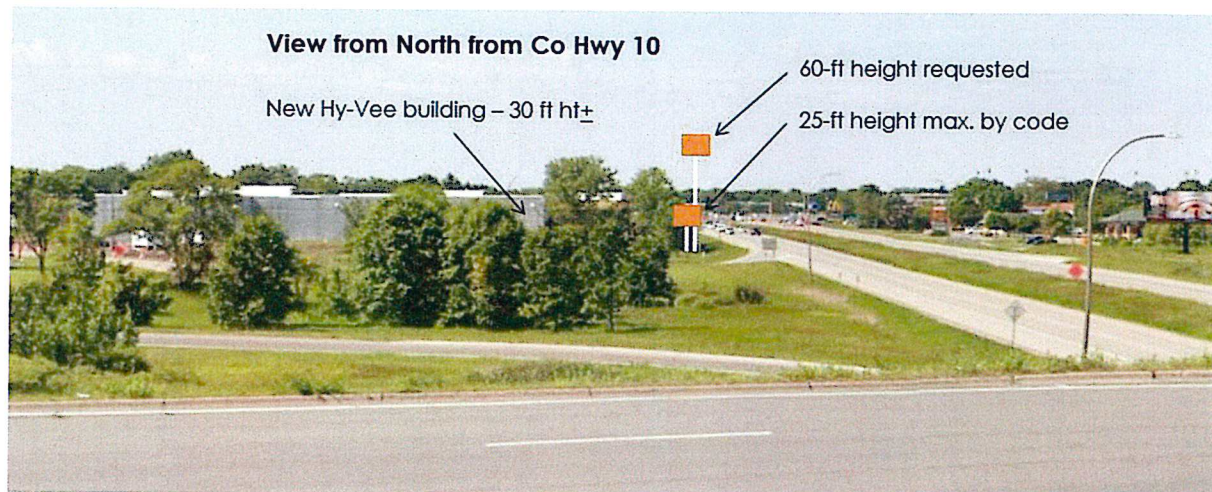 View from North from Co Hwy 10
60-ft height requested
New Hy-Vee building – 30 ft ht±
25-ft height max. by code